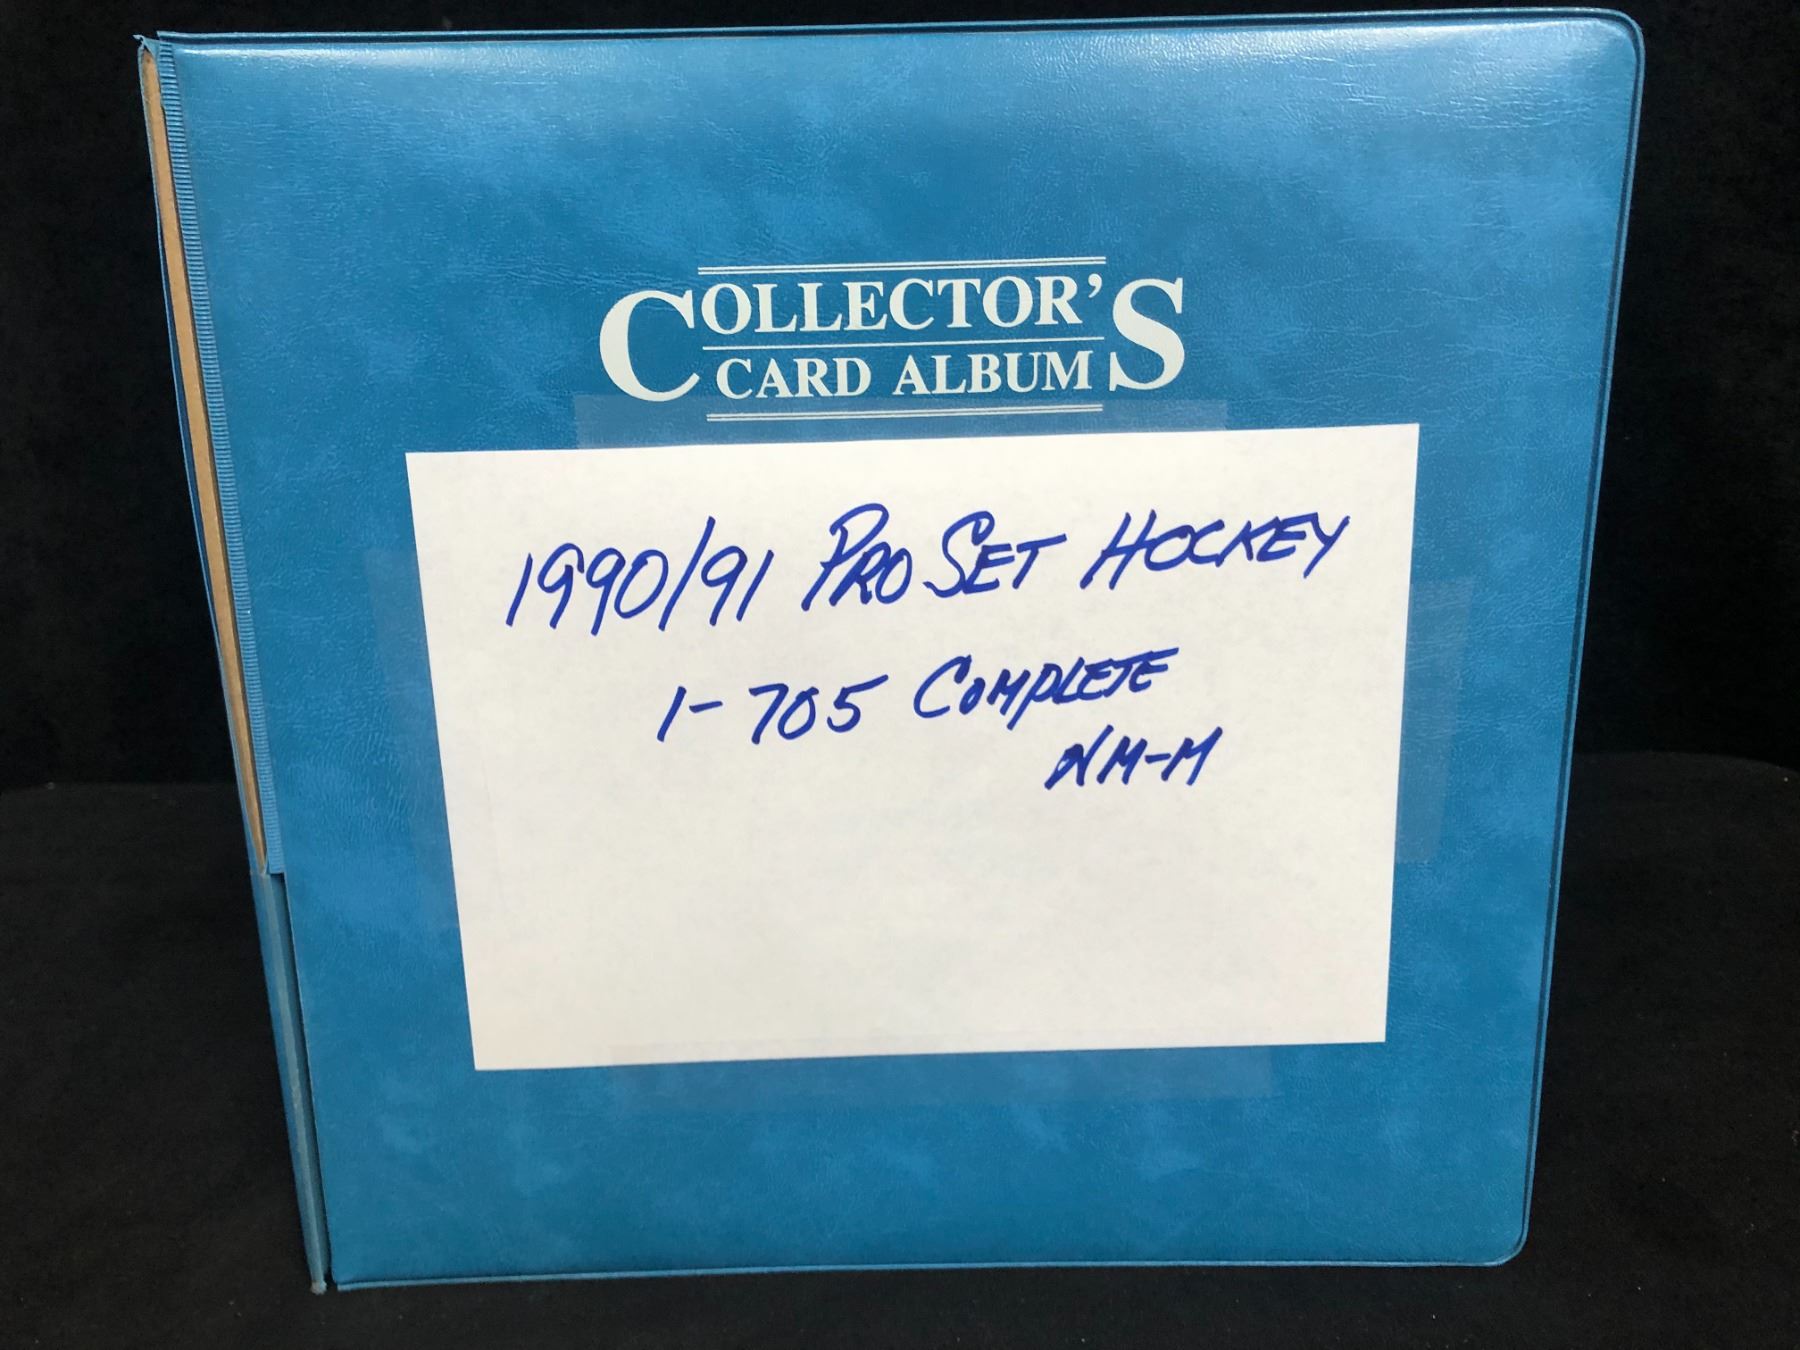 COLLECTOR'S
CARD ALBUM
1990/91 PRO SET HOCKEY
1-705 COMPLETE
NM-M